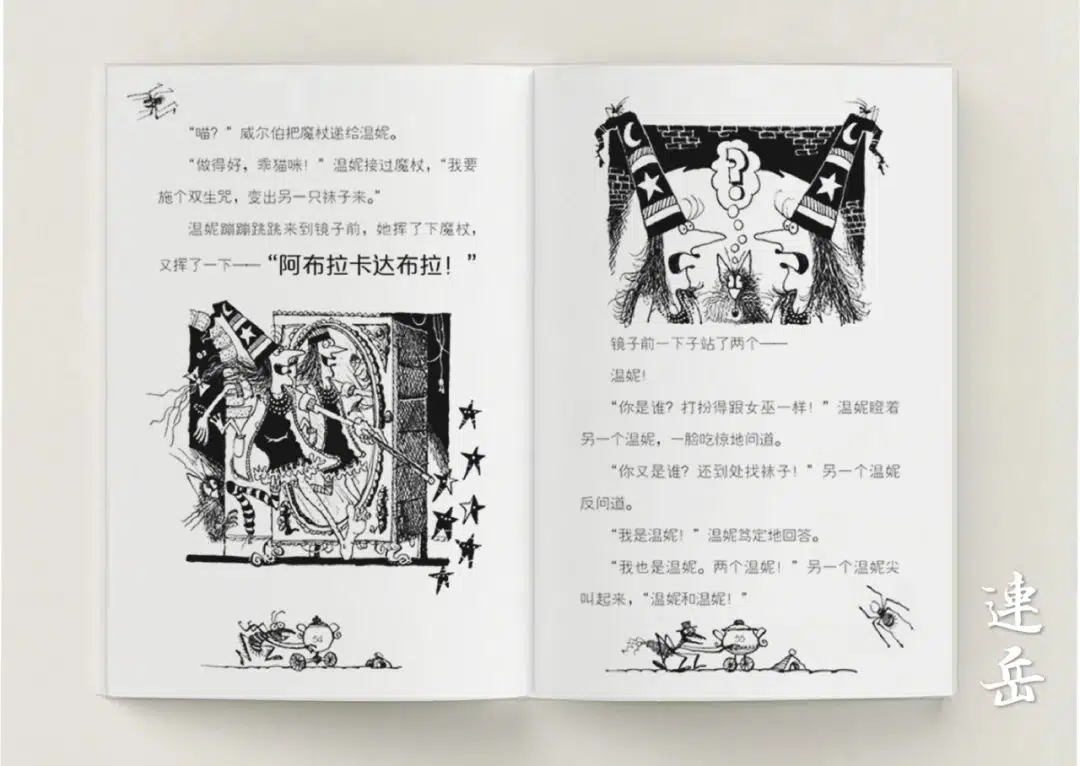 “喵？”威尔伯把魔杖递给温妮。
“做得好，乖猫咪！”温妮接过魔杖，“我要
施个双生咒，变出另一只袜子来。”
温妮蹦蹦跳跳来到镜子前，她挥了下魔杖，
又挥了一下——“阿布拉卡达布拉！”
54
?
镜子前一下子站了两个——
温妮！
“你是谁？打扮得跟女巫一样！”温妮瞪着
另一个温妮，一脸吃惊地问道。
“你又是谁？还到处找袜子！”另一个温妮
反问道。
“我是温妮！”温妮笃定地回答。
“我也是温妮。两个温妮！”另一个温妮尖
叫起来，“温妮和温妮！”
55
連
岳